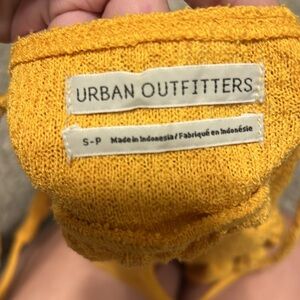 URBAN OUTFITTERS
S-P Made in Indonesia / Fabriqué en Indonésie